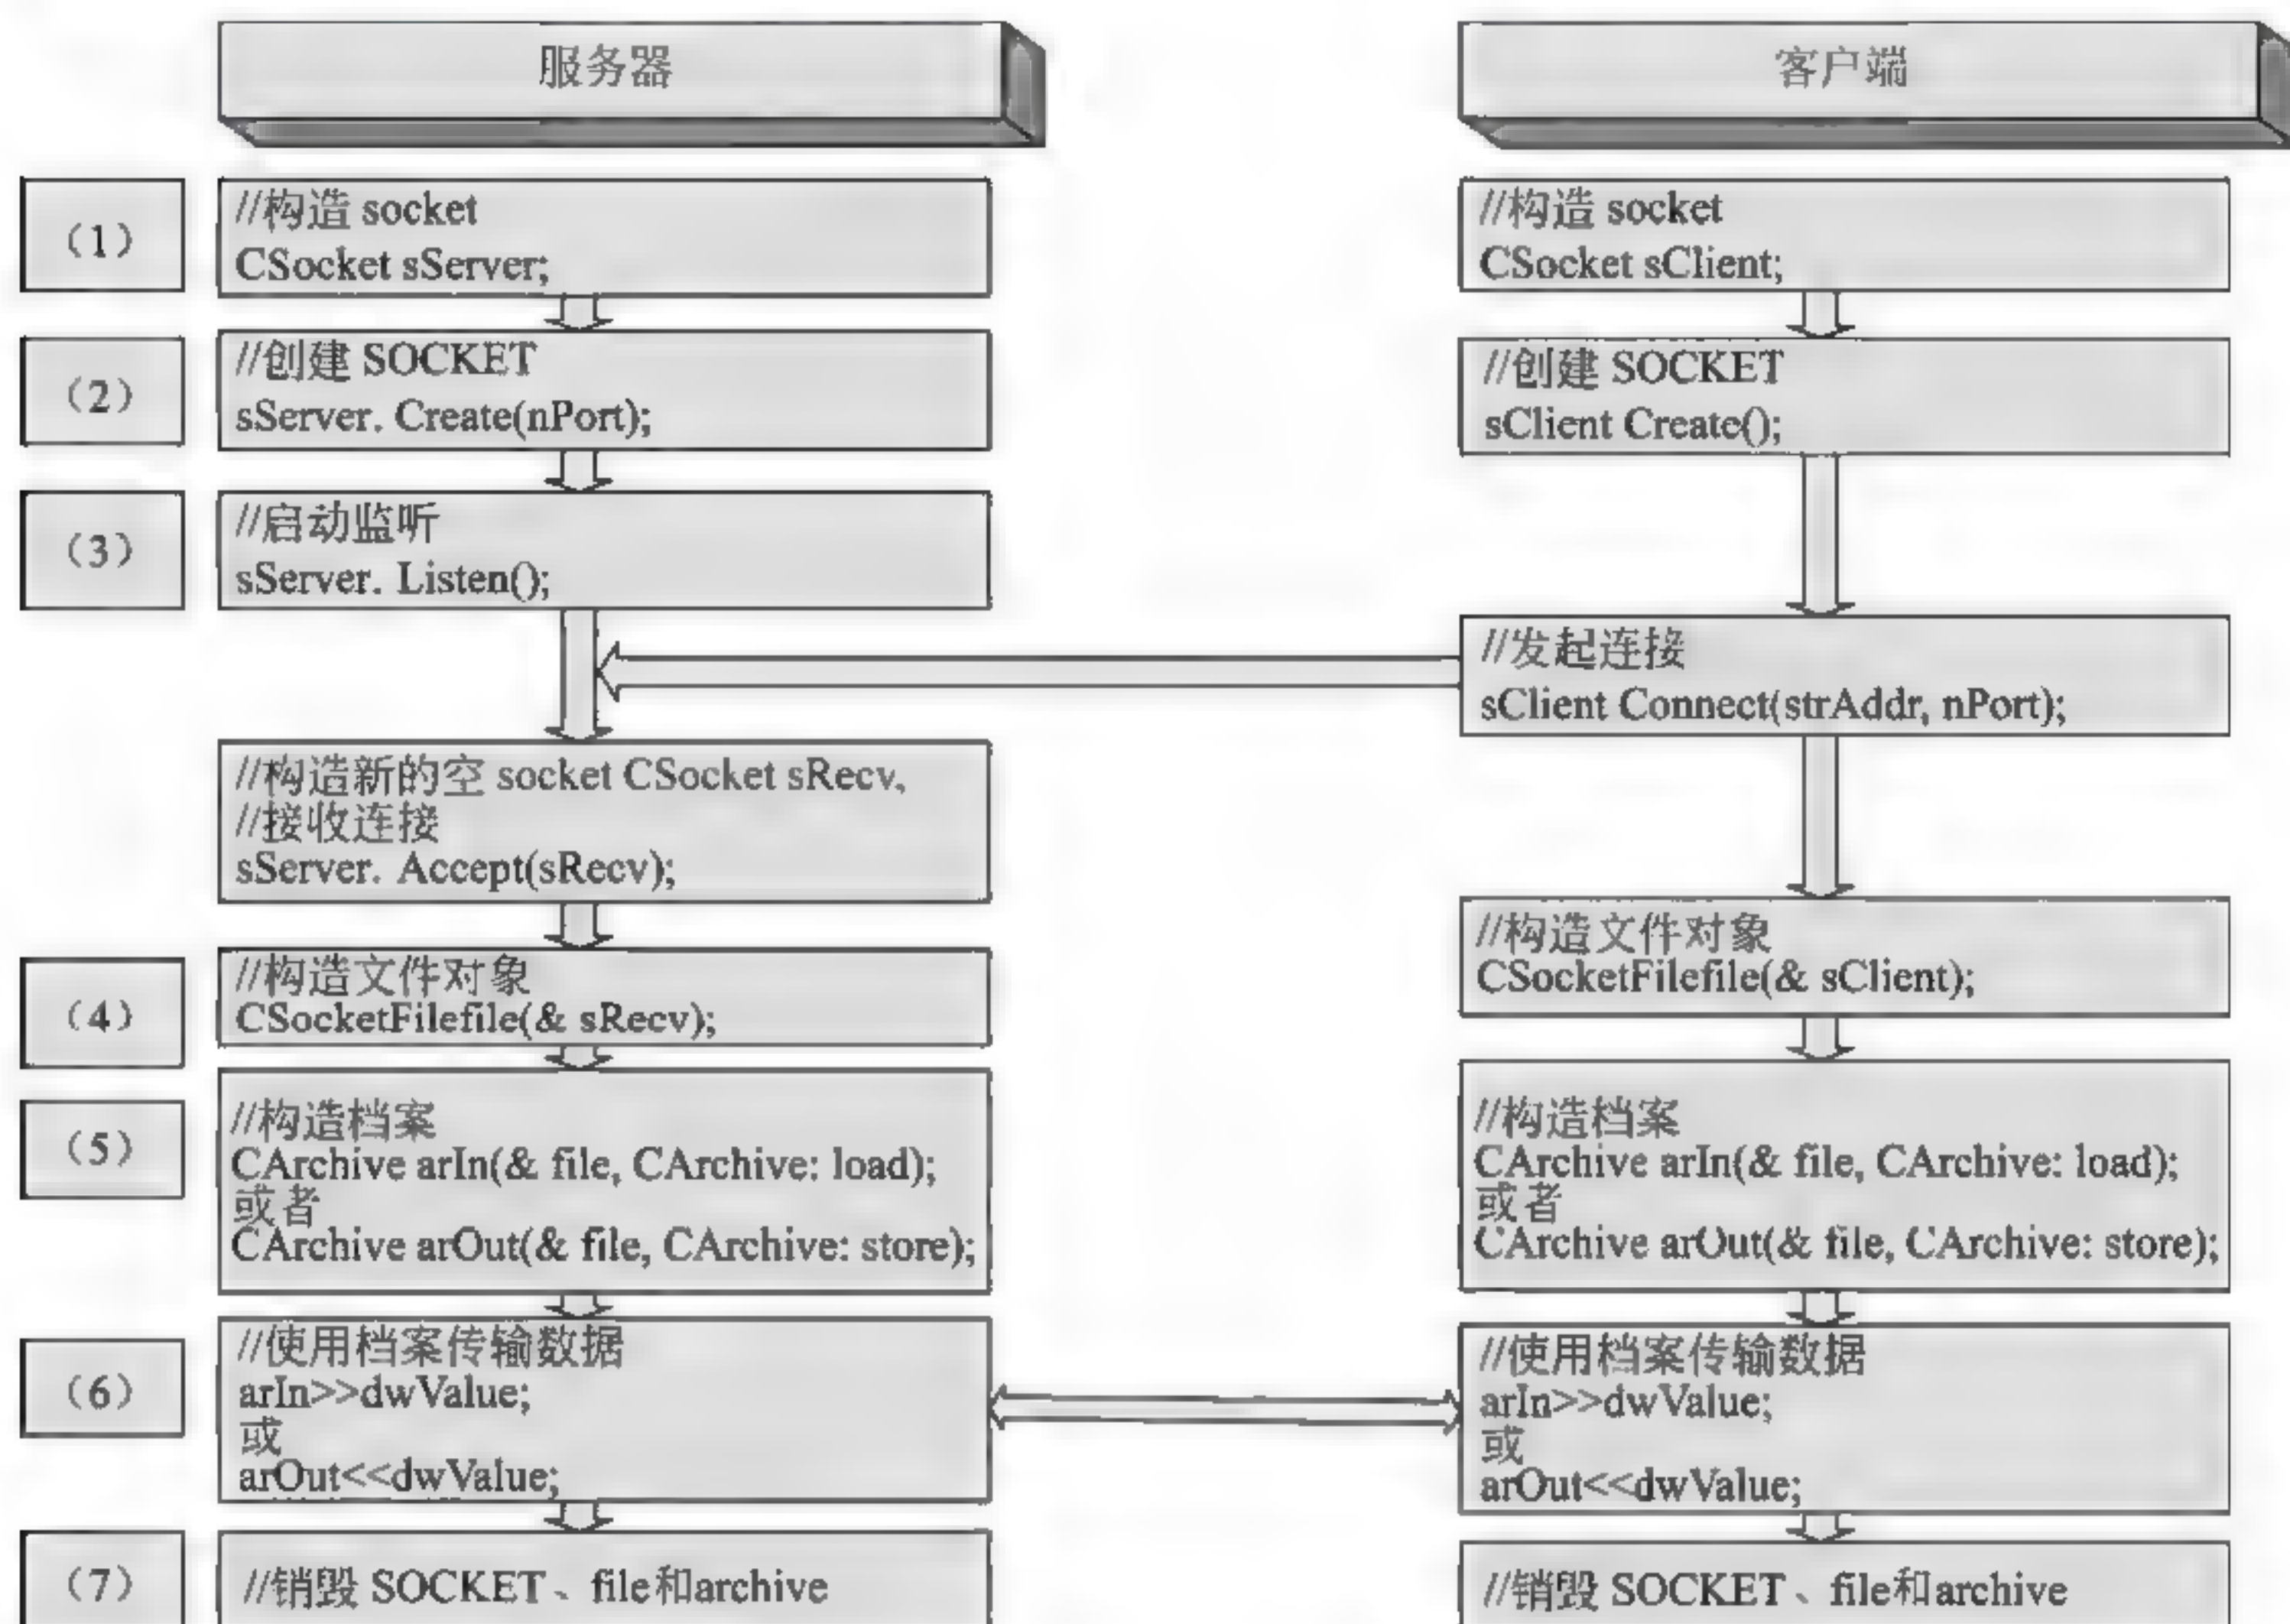 服务器
客户端
(1)
//构造 socket
CSocket sServer;
//构造 socket
CSocket sClient;
(2)
//创建 SOCKET
sServer. Create(nPort);
//创建 SOCKET
sClient Create();
(3)
//启动监听
sServer. Listen();
//发起连接
sClient Connect(strAddr, nPort);
//构造新的空 socket CSocket sRecv,
//接收连接
sServer. Accept(sRecv);
(4)
//构造文件对象
CSocketFilefile(& sRecv);
//构造文件对象
CSocketFilefile(& sClient);
(5)
//构造档案
CArchive arIn(& file, CArchive: load);
或者
CArchive arOut(& file, CArchive: store);
//构造档案
CArchive arIn(& file, CArchive: load);
或者
CArchive arOut(& file, CArchive: store);
(6)
//使用档案传输数据
arIn>>dwValue;
或
arOut<<dwValue;
//使用档案传输数据
arIn>>dwValue;
或
arOut<<dwValue;
(7)
//销毁 SOCKET、file和archive
//销毁 SOCKET、file和archive